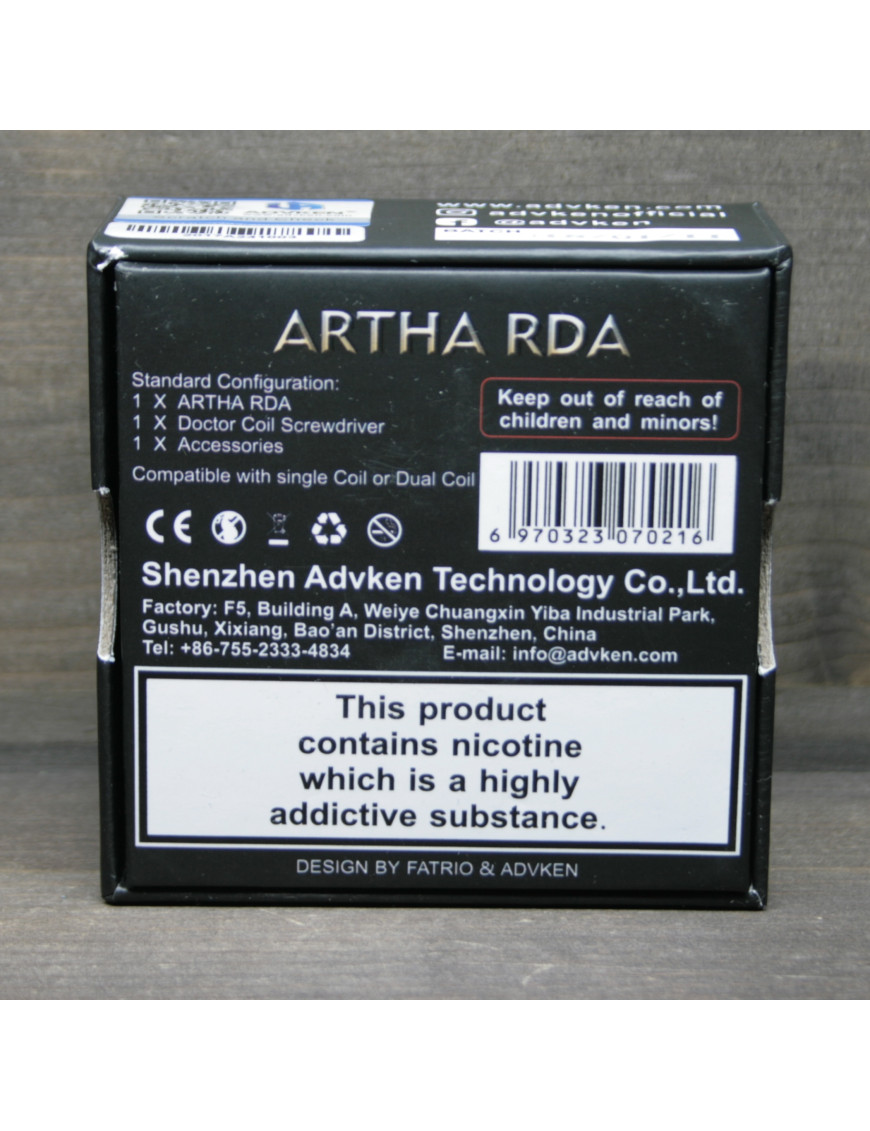 ADVKEN
www.advken.com
advkenofficial
@advken
BATCH
ARTHA RDA
Standard Configuration:
1 X ARTHA RDA
1 X Doctor Coil Screwdriver
1 X Accessories
Compatible with single Coil or Dual Coil
Keep out of reach of
children and minors!
6 970323 070216
CE
Shenzhen Advken Technology Co.,Ltd.
Factory: F5, Building A, Weiye Chuangxin Yiba Industrial Park,
Gushu, Xixiang, Bao'an District, Shenzhen, China
Tel: +86-755-2333-4834 E-mail: info@advken.com
This product
contains nicotine
which is a highly
addictive substance.
DESIGN BY FATRIO & ADVKEN